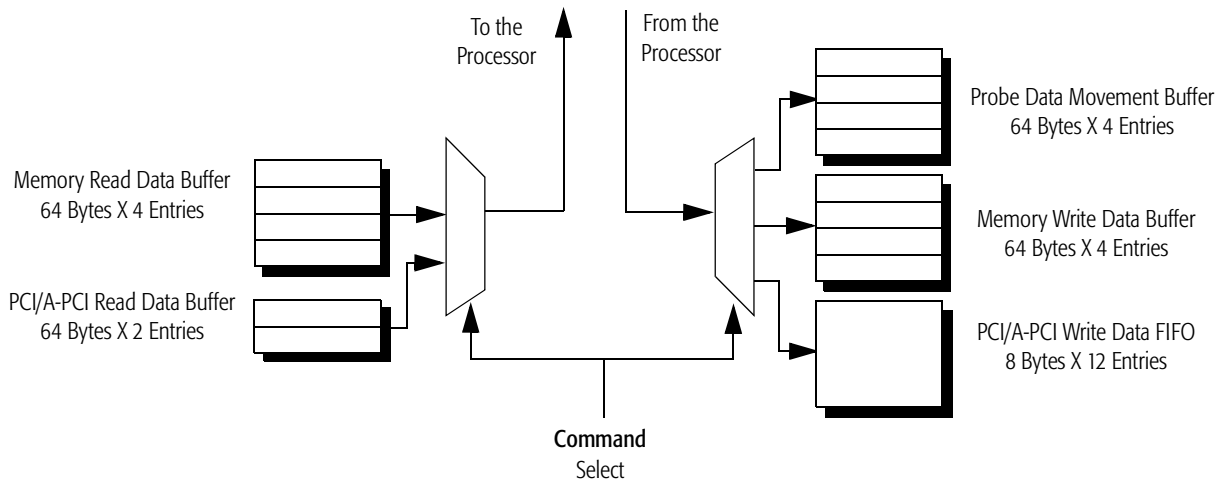 To the
Processor
From the
Processor
Memory Read Data Buffer
64 Bytes X 4 Entries
PCI/A-PCI Read Data Buffer
64 Bytes X 2 Entries
Probe Data Movement Buffer
64 Bytes X 4 Entries
Memory Write Data Buffer
64 Bytes X 4 Entries
PCI/A-PCI Write Data FIFO
8 Bytes X 12 Entries
Command
Select